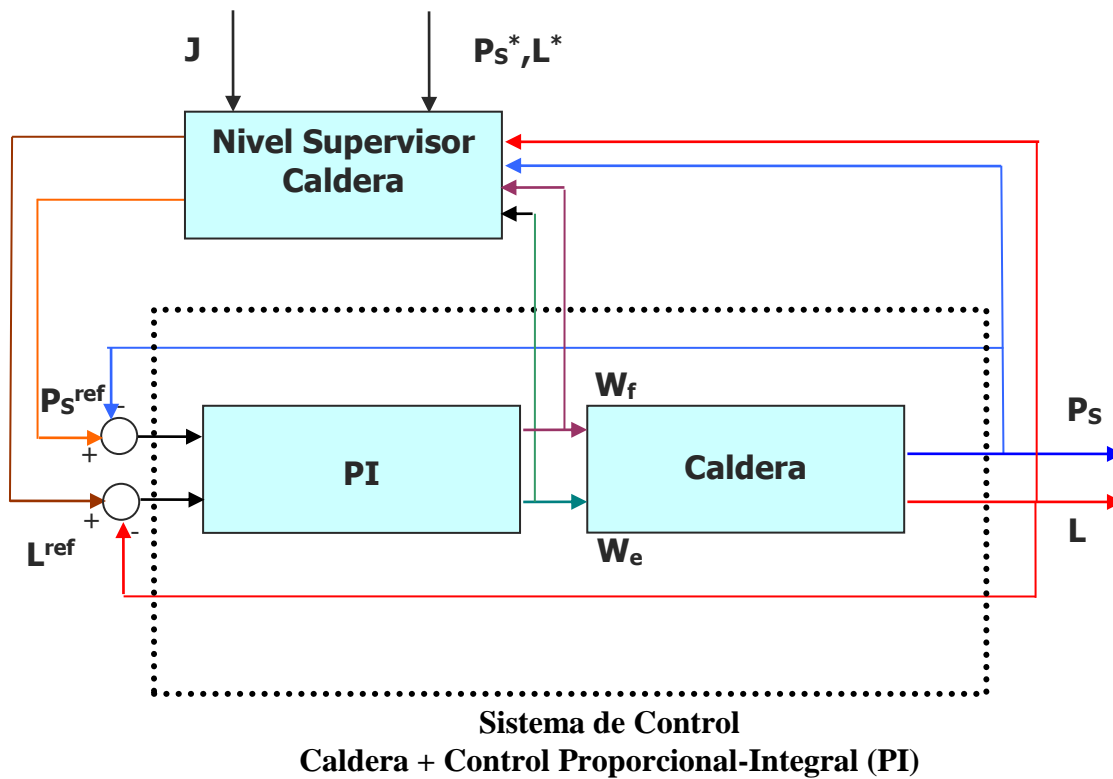 J
Ps*,L*
Nivel Supervisor
Caldera
Psref
-
+
+
-
Lref
PI
Wf
We
Caldera
Ps
L
Sistema de Control
Caldera + Control Proporcional-Integral (PI)